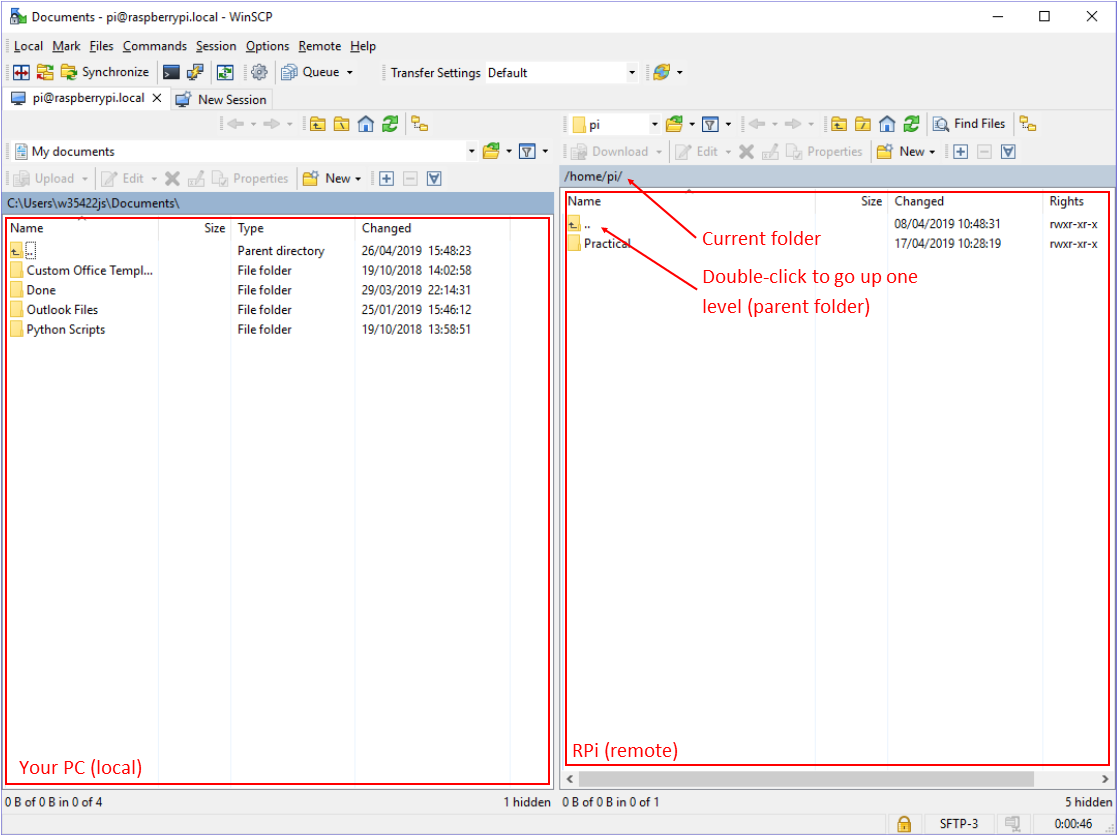 Documents - pi@raspberrypi.local - WinSCP
Local Mark Files Commands Session Options Remote Help
Synchronize Queue Transfer Settings Default
pi@raspberrypi.local New Session
pi Find Files
My documents Download Edit Properties New
Upload Edit Properties New
/home/pi/
C:\Users\w35422js\Documents\
Name Size Changed Rights
Name Size Type Changed
.. 08/04/2019 10:48:31 rwxr-xr-x
Practical 17/04/2019 10:28:19 rwxr-xr-x
Current folder
.. Parent directory 26/04/2019 15:48:23
Custom Office Templ... File folder 19/10/2018 14:02:58
Double-click to go up one
level (parent folder)
Done File folder 29/03/2019 22:14:31
Outlook Files File folder 25/01/2019 15:46:12
Python Scripts File folder 19/10/2018 13:58:51
RPi (remote)
Your PC (local)
0 B of 0 B in 0 of 4 1 hidden 0 B of 0 B in 0 of 1 5 hidden
SFTP-3 0:00:46